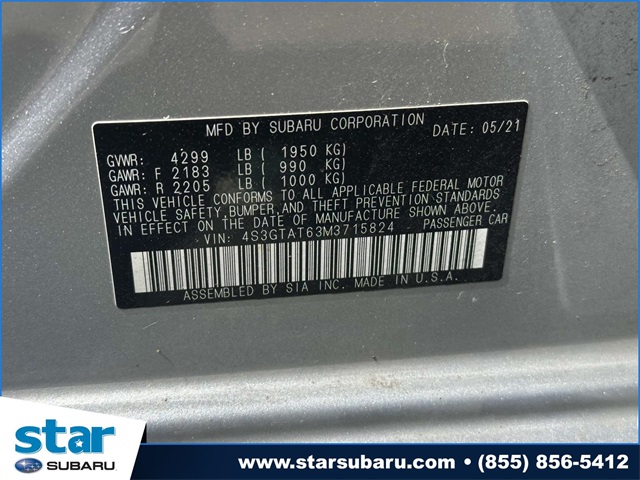 MFD BY SUBARU CORPORATION
DATE: 05/21
GVWR: 4299 LB ( 1950 KG)
GAWR: F 2183 LB ( 990 KG)
GAWR: R 2205 LB ( 1000 KG)
THIS VEHICLE CONFORMS TO ALL APPLICABLE FEDERAL MOTOR
VEHICLE SAFETY, BUMPER, AND THEFT PREVENTION STANDARDS
IN EFFECT ON THE DATE OF MANUFACTURE SHOWN ABOVE.
VIN: 4S3GTAT63M3715824 PASSENGER CAR
ASSEMBLED BY SIA INC. MADE IN U.S.A.
star
SUBARU
www.starsubaru.com - (855) 856-5412